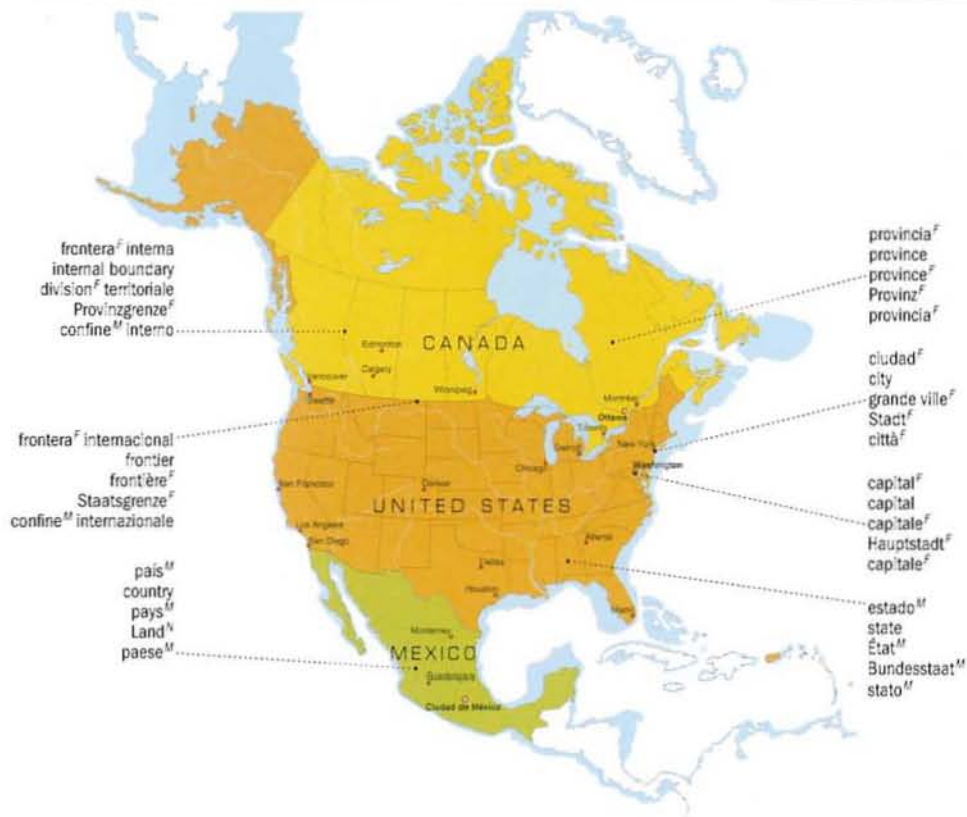 frontera^F interna
internal boundary
division^F territoriale
Provinzgrenze^F
confine^M interno
frontera^F internacional
frontier
frontière^F
Staatsgrenze^F
confine^M internazionale
país^M
country
pays^M
Land^N
paese^M
CANADA
Edmonton
Calgary
Vancouver
Winnipeg
Seattle
Montréal
Ottawa
Toronto
Detroit
New York
Chicago
Washington
San Francisco
Denver
UNITED STATES
Los Angeles
San Diego
Atlanta
Dallas
Houston
Miami
Monterrey
MEXICO
Guadalajara
Ciudad de México
provincia^F
province
province^F
Provinz^F
provincia^F
ciudad^F
city
grande ville^F
Stadt^F
città^F
capital^F
capital
capitale^F
Hauptstadt^F
capitale^F
estado^M
state
État^M
Bundesstaat^M
stato^M